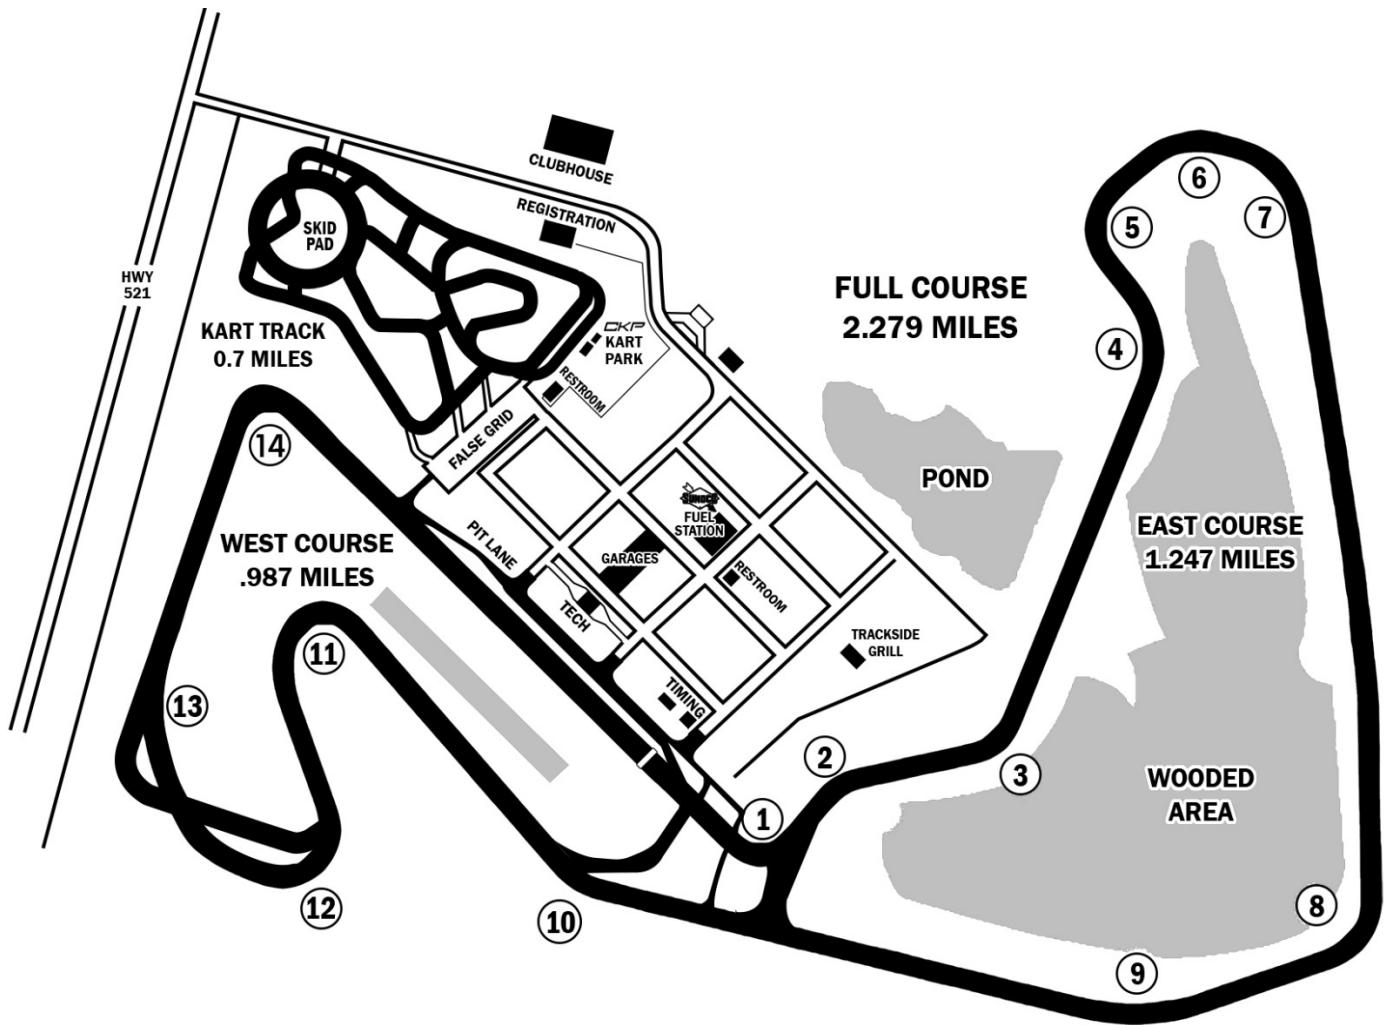 CLUBHOUSE
REGISTRATION
SKID
PAD
HWY
521
KART TRACK
0.7 MILES
CKP
KART
PARK
RESTROOM
FALSE GRID
FULL COURSE
2.279 MILES
6
5
7
4
14
PIT LANE
SUNOCO
FUEL
STATION
GARAGES
RESTROOM
TECH
POND
EAST COURSE
1.247 MILES
WEST COURSE
.987 MILES
TRACKSIDE
GRILL
TIMING
11
13
2
3
1
WOODED
AREA
12
10
8
9